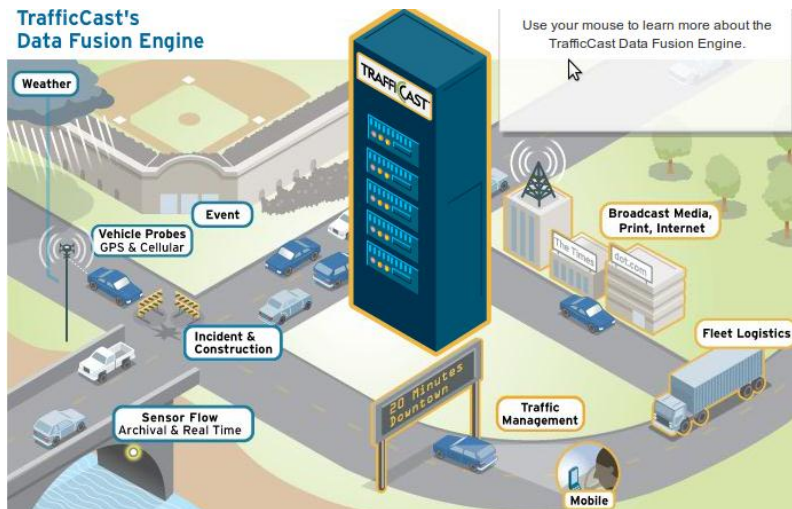 TrafficCast's
Data Fusion Engine
Use your mouse to learn more about the
TrafficCast Data Fusion Engine.
Weather
TRAFFICAST
Event
Vehicle Probes
GPS & Cellular
Broadcast Media,
Print, Internet
The Times
dot.com
Incident &
Construction
Fleet Logistics
20 Minutes
Downtown
Sensor Flow
Archival & Real Time
Traffic
Management
Mobile